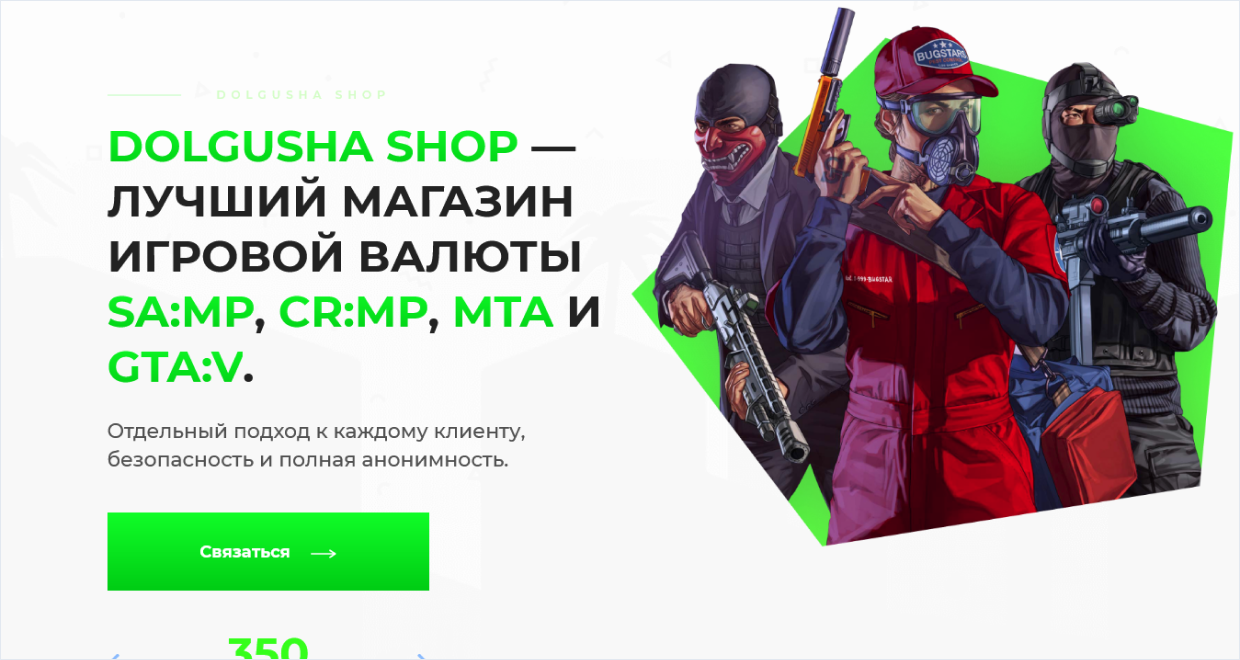 DOLGUSHA SHOP
DOLGUSHA SHOP —
ЛУЧШИЙ МАГАЗИН
ИГРОВОЙ ВАЛЮТЫ
SA:MP, CR:MP, MTA И
GTA:V.
Отдельный подход к каждому клиенту,
безопасность и полная анонимность.
Связаться
350
BUGSTARS